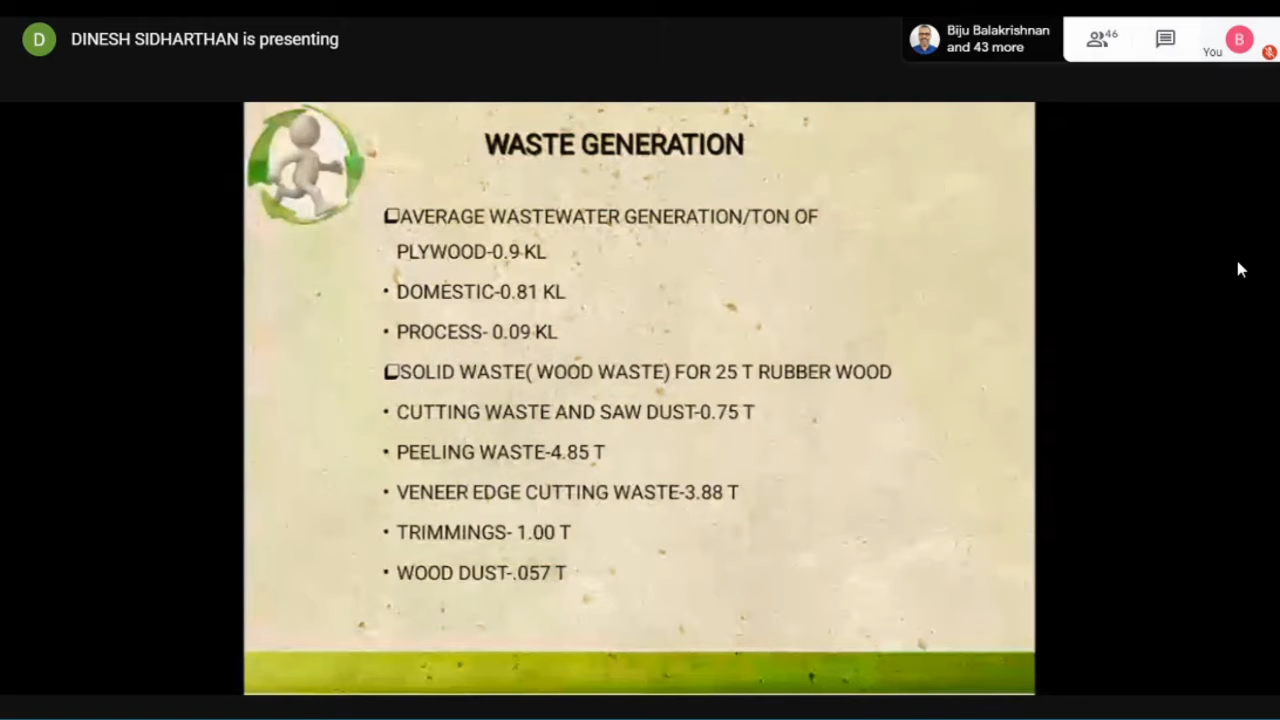 D DINESH SIDHARTHAN is presenting
Biju Balakrishnan
and 43 more
46
You
B
WASTE GENERATION
❑AVERAGE WASTEWATER GENERATION/TON OF
PLYWOOD-0.9 KL
• DOMESTIC-0.81 KL
• PROCESS- 0.09 KL
❑SOLID WASTE( WOOD WASTE) FOR 25 T RUBBER WOOD
• CUTTING WASTE AND SAW DUST-0.75 T
• PEELING WASTE-4.85 T
• VENEER EDGE CUTTING WASTE-3.88 T
• TRIMMINGS- 1.00 T
• WOOD DUST-.057 T